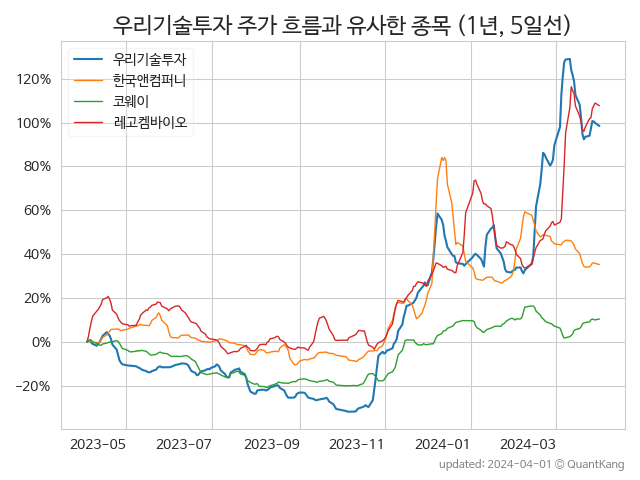 우리기술투자 주가 흐름과 유사한 종목 (1년, 5일선)
우리기술투자
한국앤컴퍼니
코웨이
레고켐바이오
120%
100%
80%
60%
40%
20%
0%
−20%
2023-05 2023-07 2023-09 2023-11 2024-01 2024-03
updated: 2024-04-01 © QuantKang